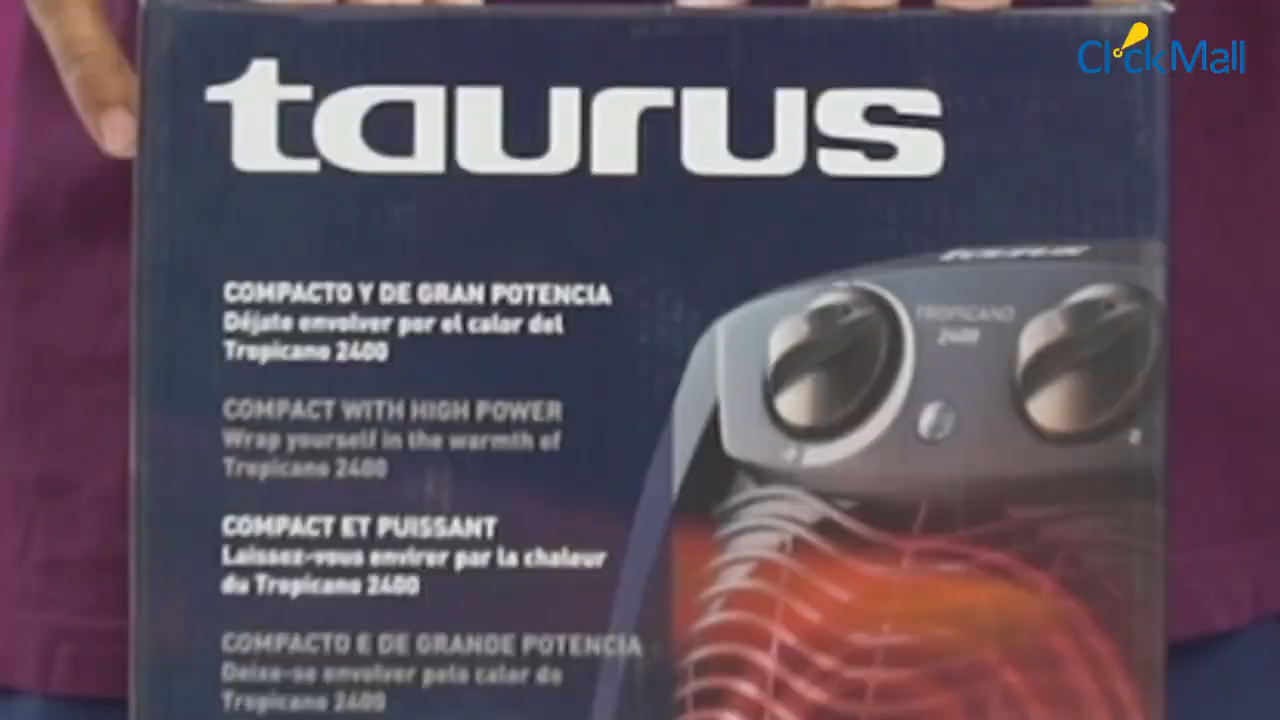 ClickMall
taurus
COMPACTO Y DE GRAN POTENCIA
Déjate envolver por el calor del
Tropicano 2400
COMPACT WITH HIGH POWER
Wrap yourself in the warmth of
Tropicano 2400
COMPACT ET PUISSANT
Laissez-vous envirer par la chaleur
du Tropicano 2400
COMPACTO E DE GRANDE POTENCIA
Deixe-se envolver pelo calor do
Tropicano 2400
taurus
TROPICANO
2400